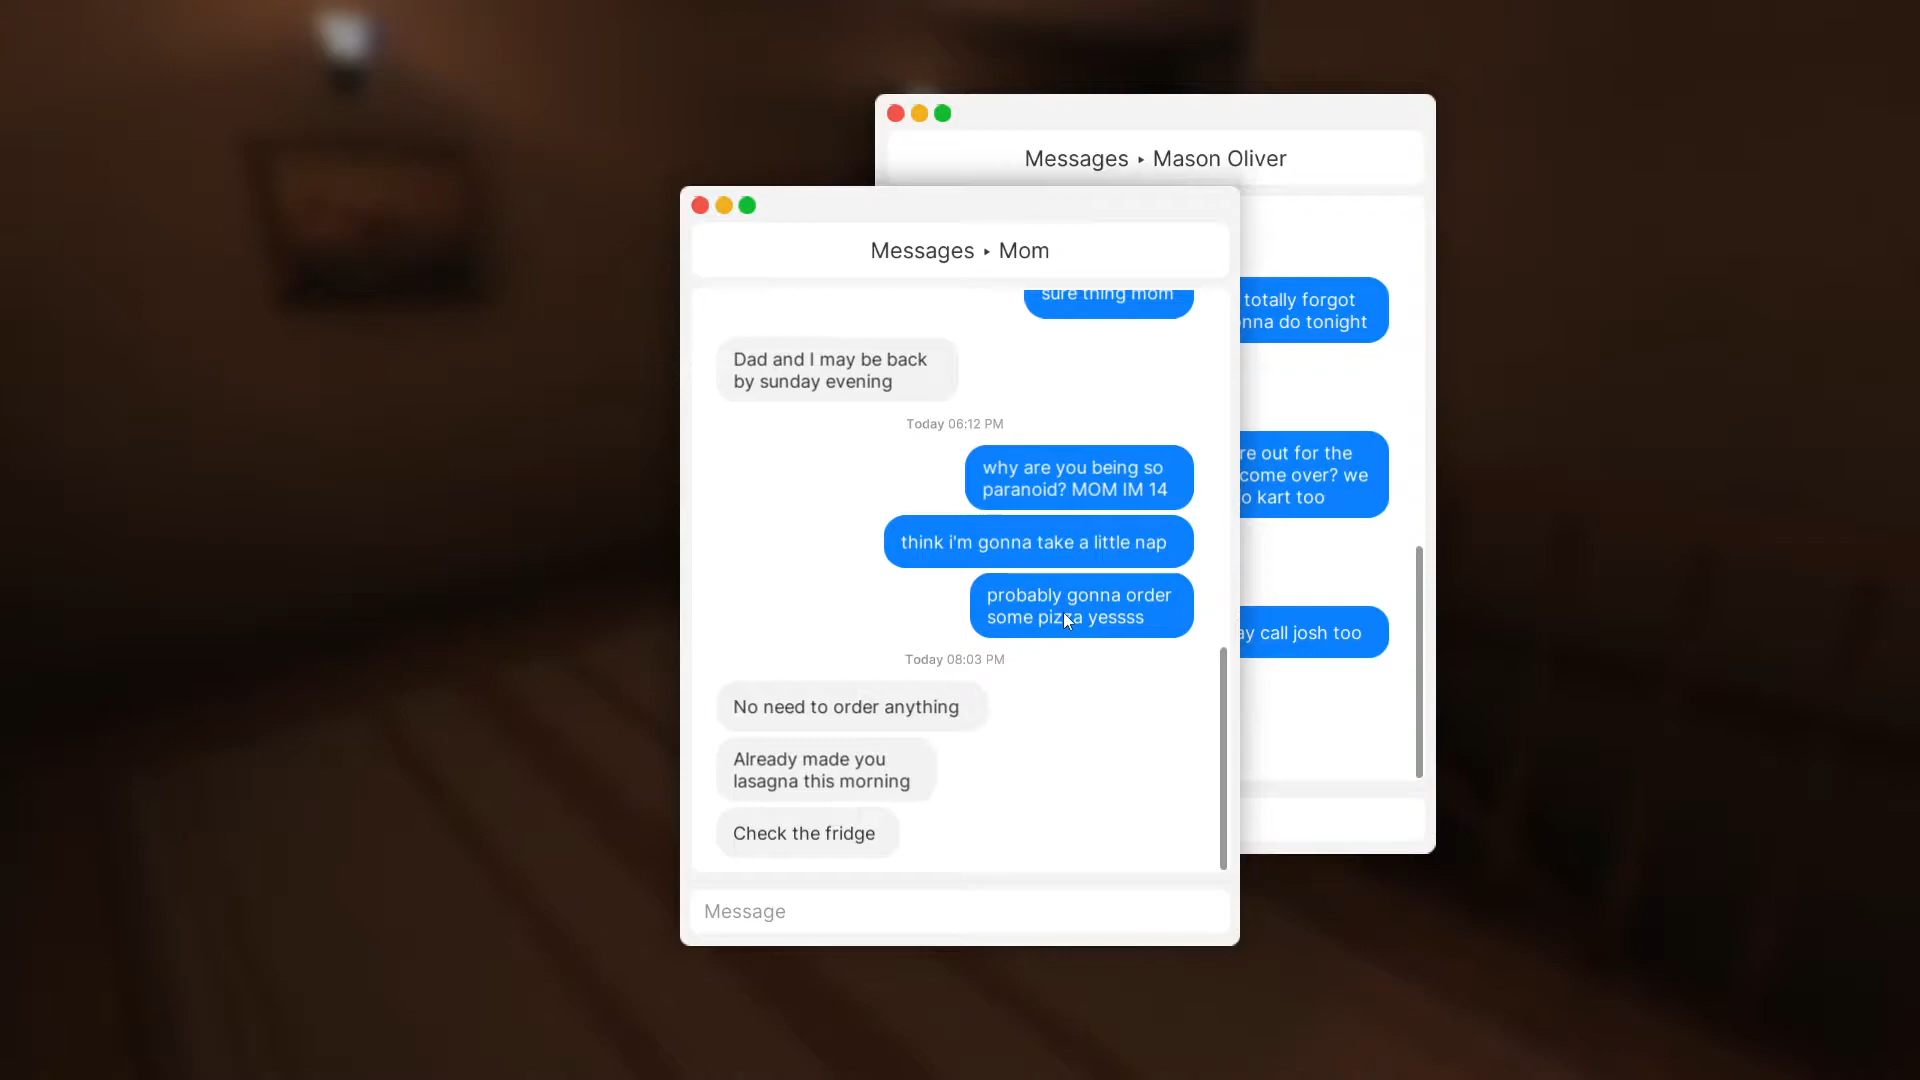 Messages ▸ Mason Oliver
totally forgot
nna do tonight
re out for the
come over? we
o kart too
ay call josh too
Messages ▸ Mom
sure thing mom
Dad and I may be back
by sunday evening
Today 06:12 PM
why are you being so
paranoid? MOM IM 14
think i'm gonna take a little nap
probably gonna order
some pizza yessss
Today 08:03 PM
No need to order anything
Already made you
lasagna this morning
Check the fridge
Message